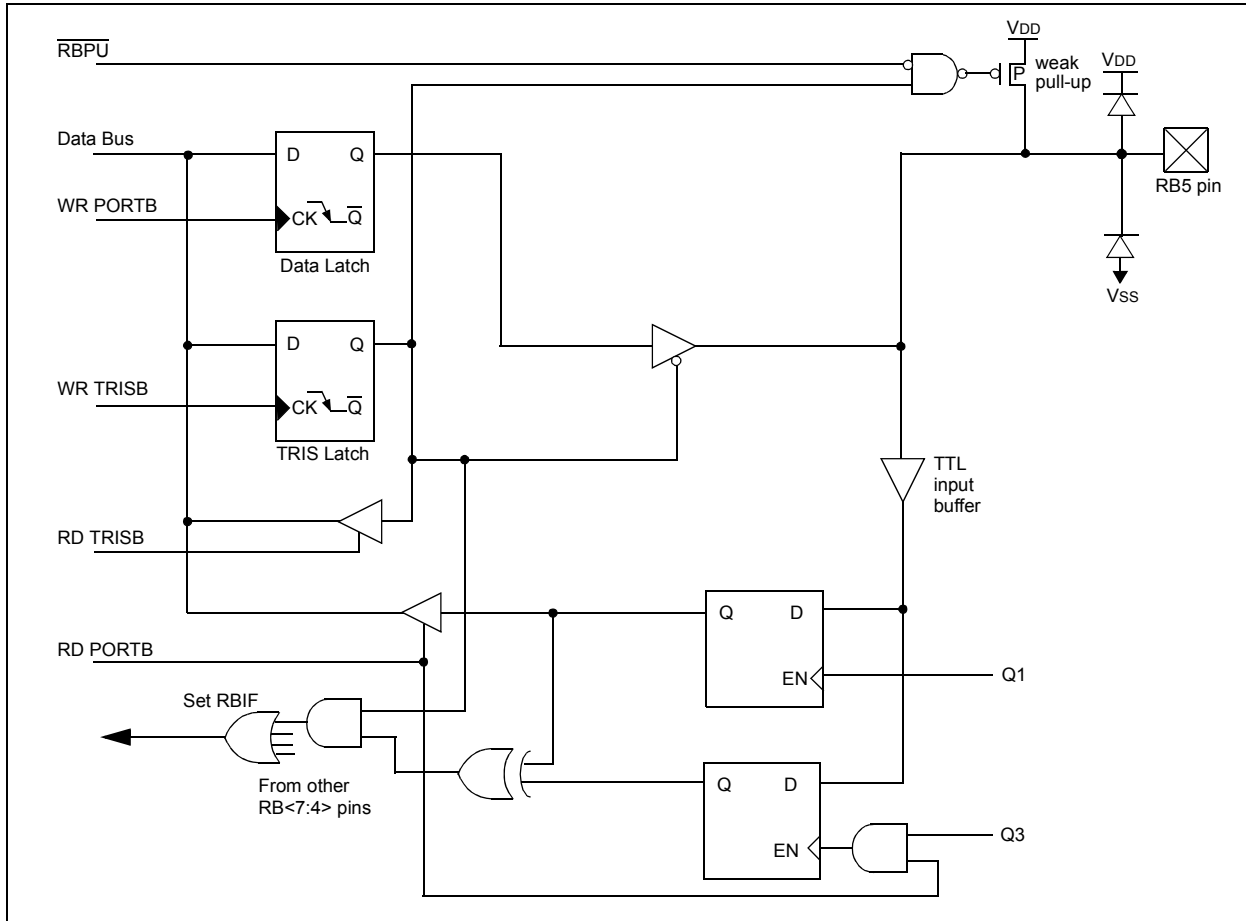 R̅B̅P̅U̅
VDD
P
weak
pull-up
VDD
Data Bus
D
Q
RB5 pin
WR PORTB
CK
Q̅
Data Latch
VSS
D
Q
WR TRISB
CK
Q̅
TRIS Latch
TTL
input
buffer
RD TRISB
Q
D
RD PORTB
EN
Q1
Set RBIF
From other
RB<7:4> pins
Q
D
EN
Q3